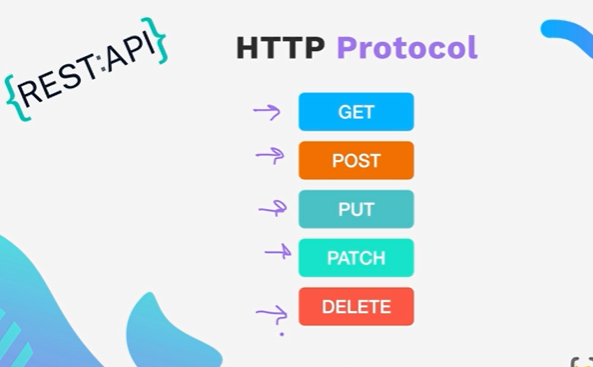 {REST:API}
HTTP Protocol
GET
POST
PUT
PATCH
DELETE